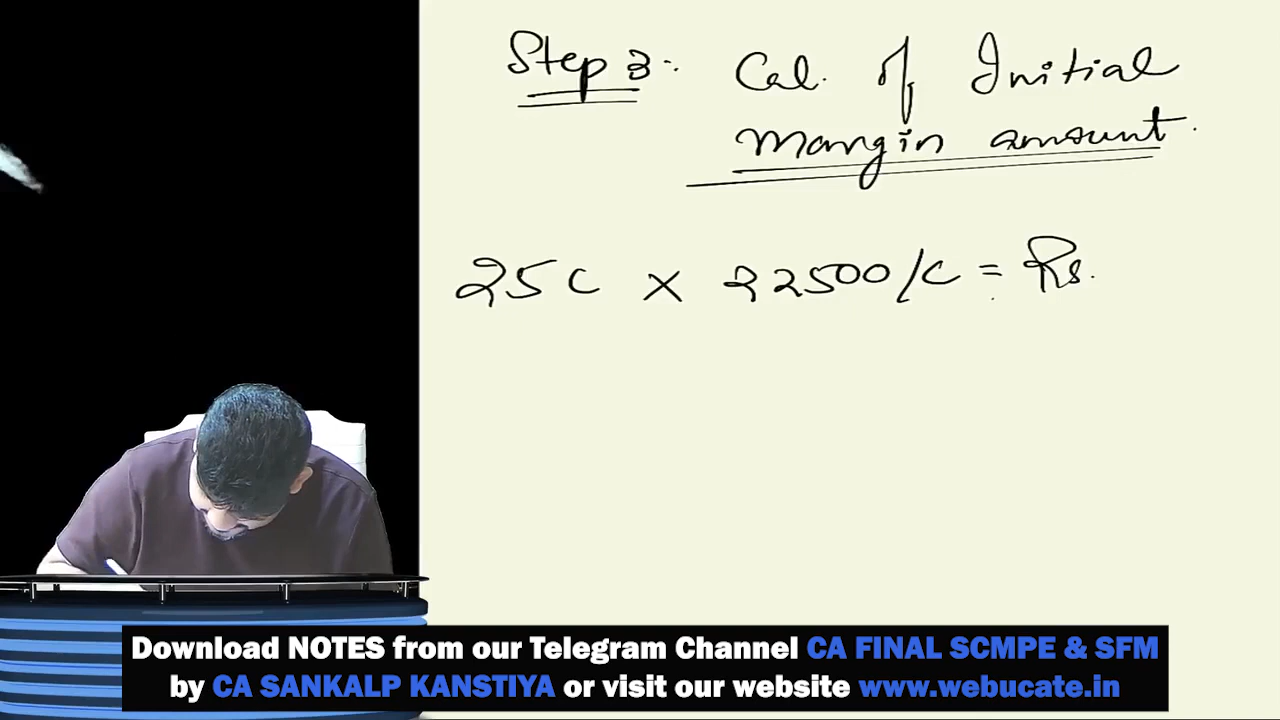 Step 3:
Cal. of Initial
margin amount.
25 C × 22500/C = Rs.
Download NOTES from our Telegram Channel CA FINAL SCMPE & SFM
by CA SANKALP KANSTIYA or visit our website www.webucate.in